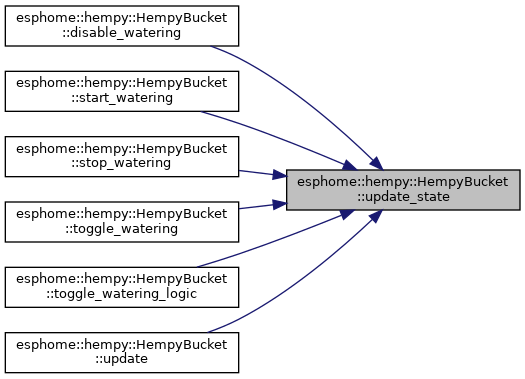 esphome::hempy::HempyBucket
::disable_watering
esphome::hempy::HempyBucket
::start_watering
esphome::hempy::HempyBucket
::stop_watering
esphome::hempy::HempyBucket
::update_state
esphome::hempy::HempyBucket
::toggle_watering
esphome::hempy::HempyBucket
::toggle_watering_logic
esphome::hempy::HempyBucket
::update